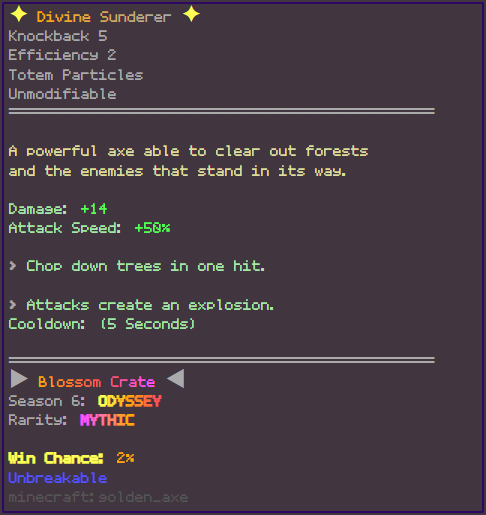 ✦ Divine Sunderer ✦
Knockback 5
Efficiency 2
Totem Particles
Unmodifiable
A powerful axe able to clear out forests
and the enemies that stand in its way.
Damage: +14
Attack Speed: +50%
> Chop down trees in one hit.
> Attacks create an explosion.
Cooldown: (5 Seconds)
▶ Blossom Crate ◀
Season 6: ODYSSEY
Rarity: MYTHIC
Win Chance: 2%
Unbreakable
minecraft:golden_axe